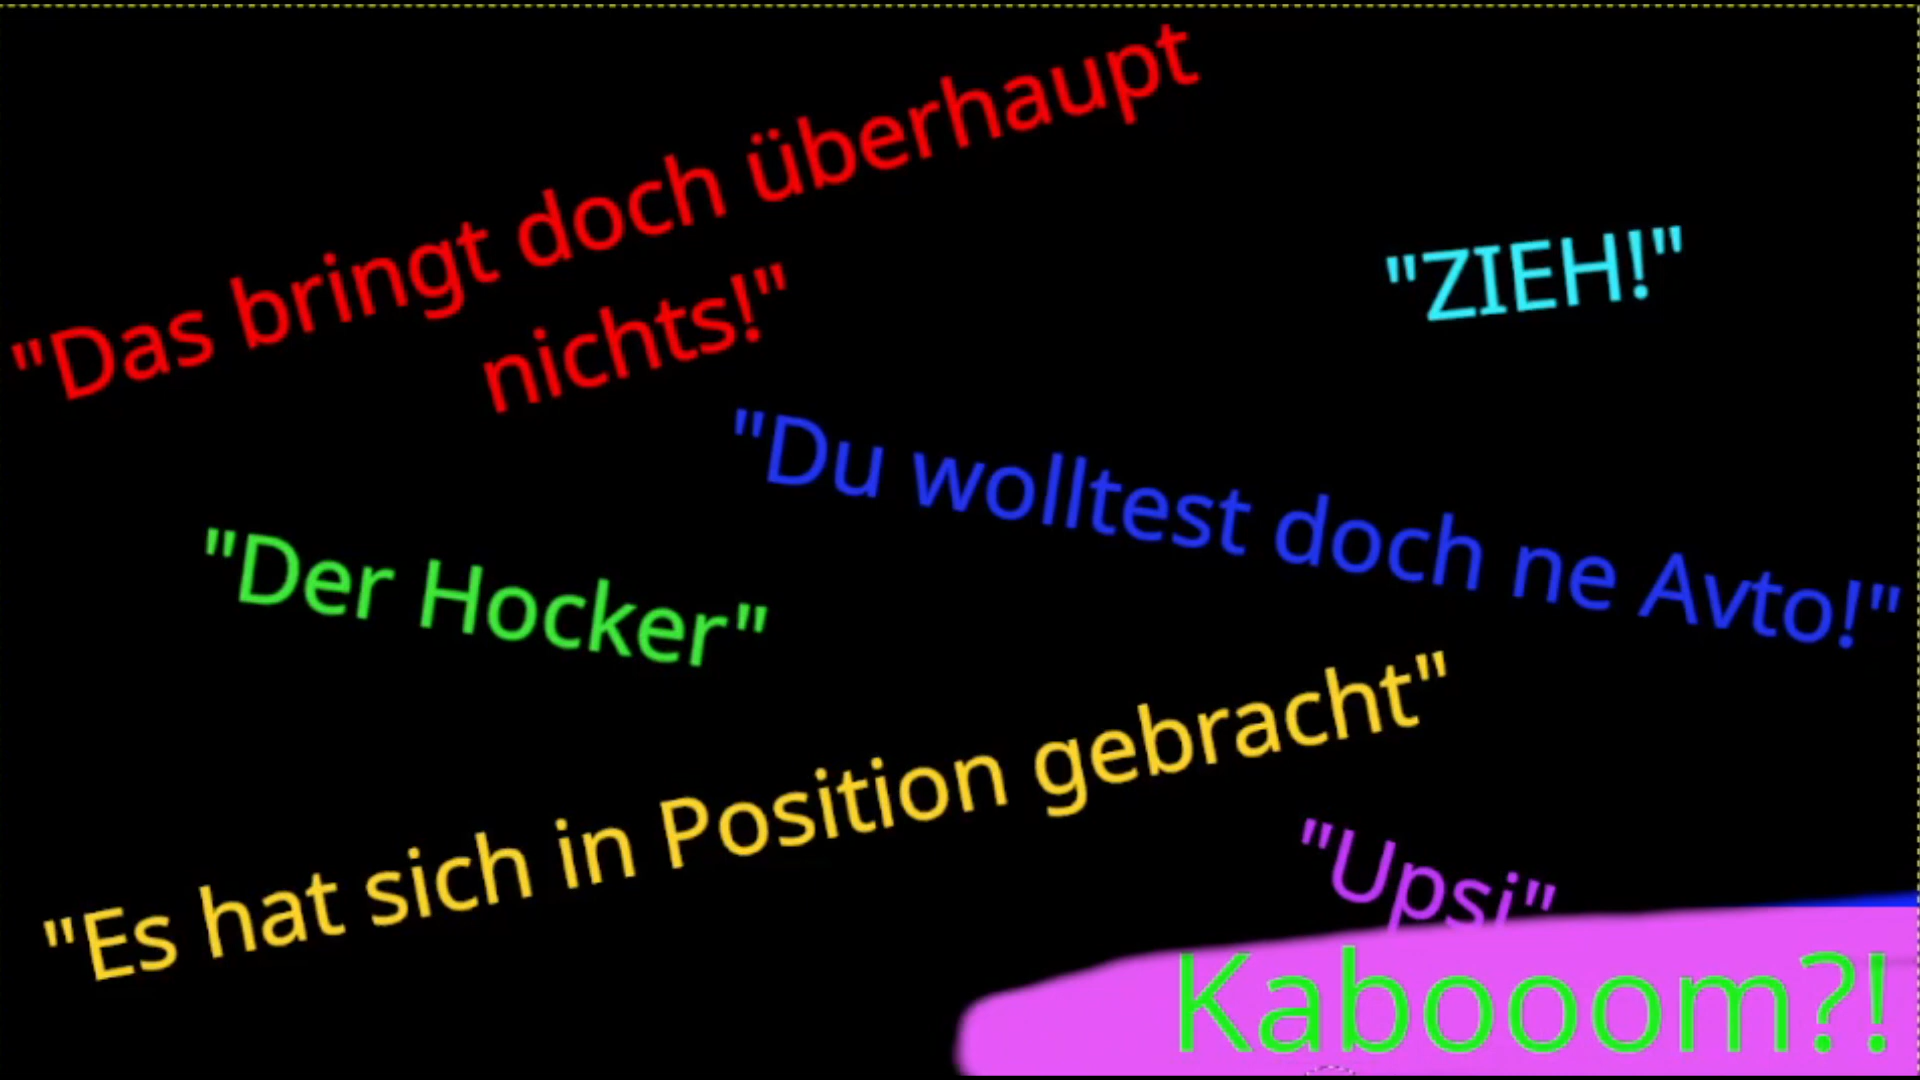 "Das bringt doch überhaupt
nichts!"
"ZIEH!"
"Du wolltest doch ne Avto!"
"Der Hocker"
"Es hat sich in Position gebracht"
"Upsi"
Kabooom?!